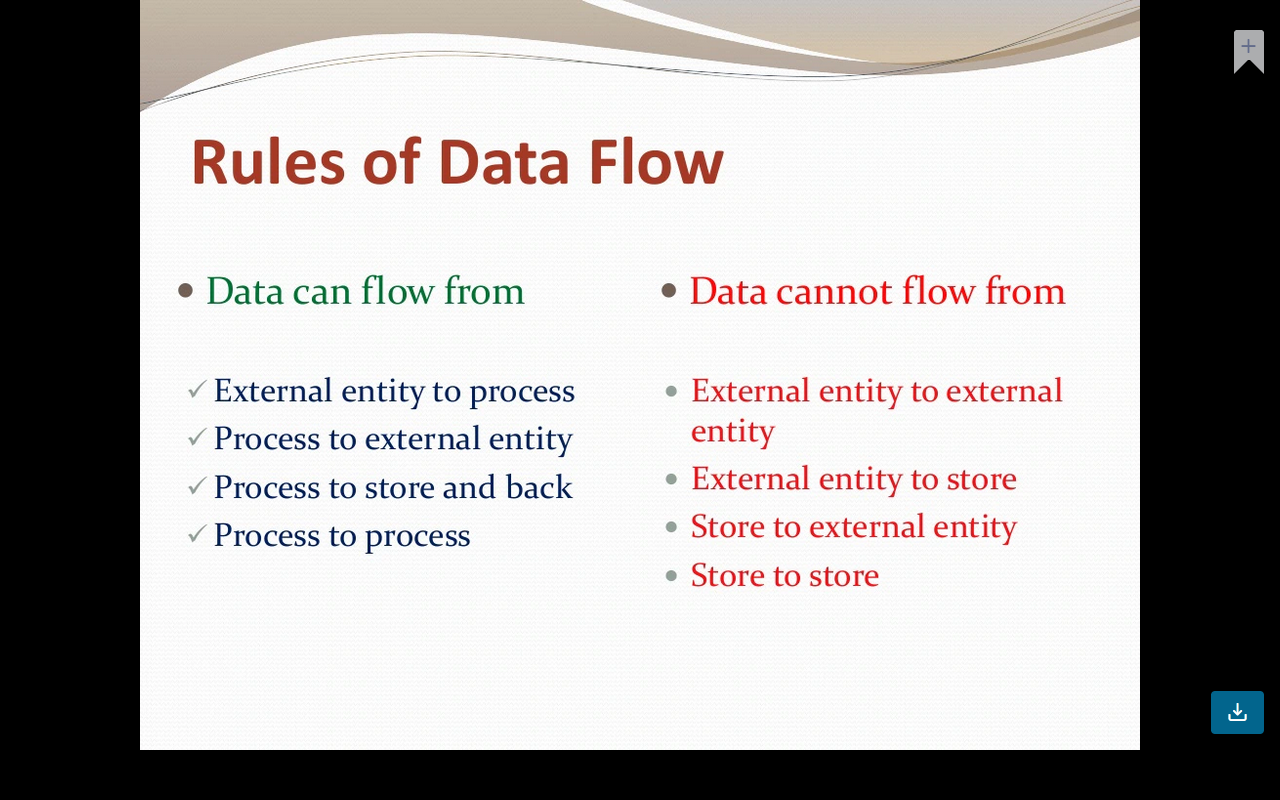 Rules of Data Flow
Data can flow from
External entity to process
Process to external entity
Process to store and back
Process to process
Data cannot flow from
External entity to external
entity
External entity to store
Store to external entity
Store to store